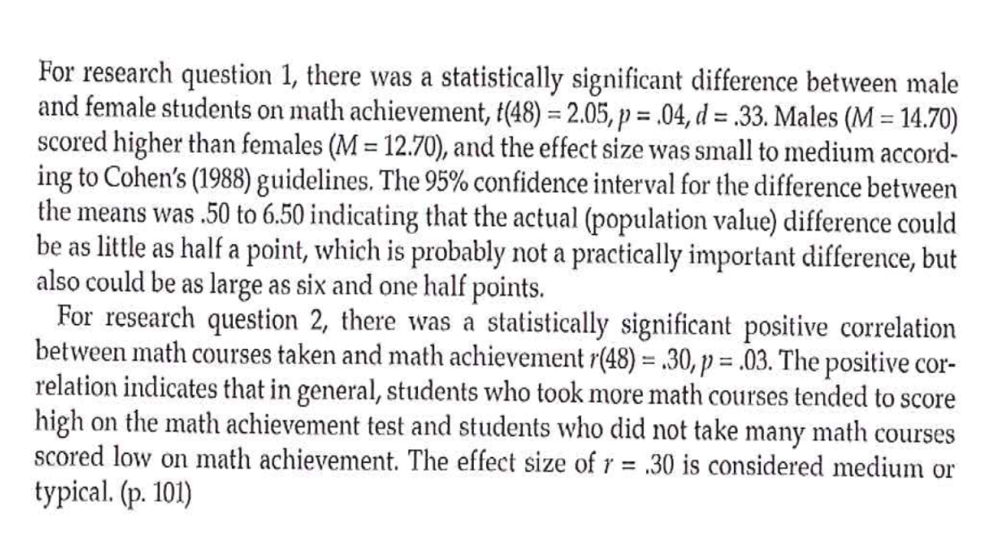 For research question 1, there was a statistically significant difference between male
and female students on math achievement, t(48) = 2.05, p = .04, d = .33. Males (M = 14.70)
scored higher than females (M = 12.70), and the effect size was small to medium accord-
ing to Cohen's (1988) guidelines. The 95% confidence interval for the difference between
the means was .50 to 6.50 indicating that the actual (population value) difference could
be as little as half a point, which is probably not a practically important difference, but
also could be as large as six and one half points.
For research question 2, there was a statistically significant positive correlation
between math courses taken and math achievement r(48) = .30, p = .03. The positive cor-
relation indicates that in general, students who took more math courses tended to score
high on the math achievement test and students who did not take many math courses
scored low on math achievement. The effect size of r = .30 is considered medium or
typical. (p. 101)